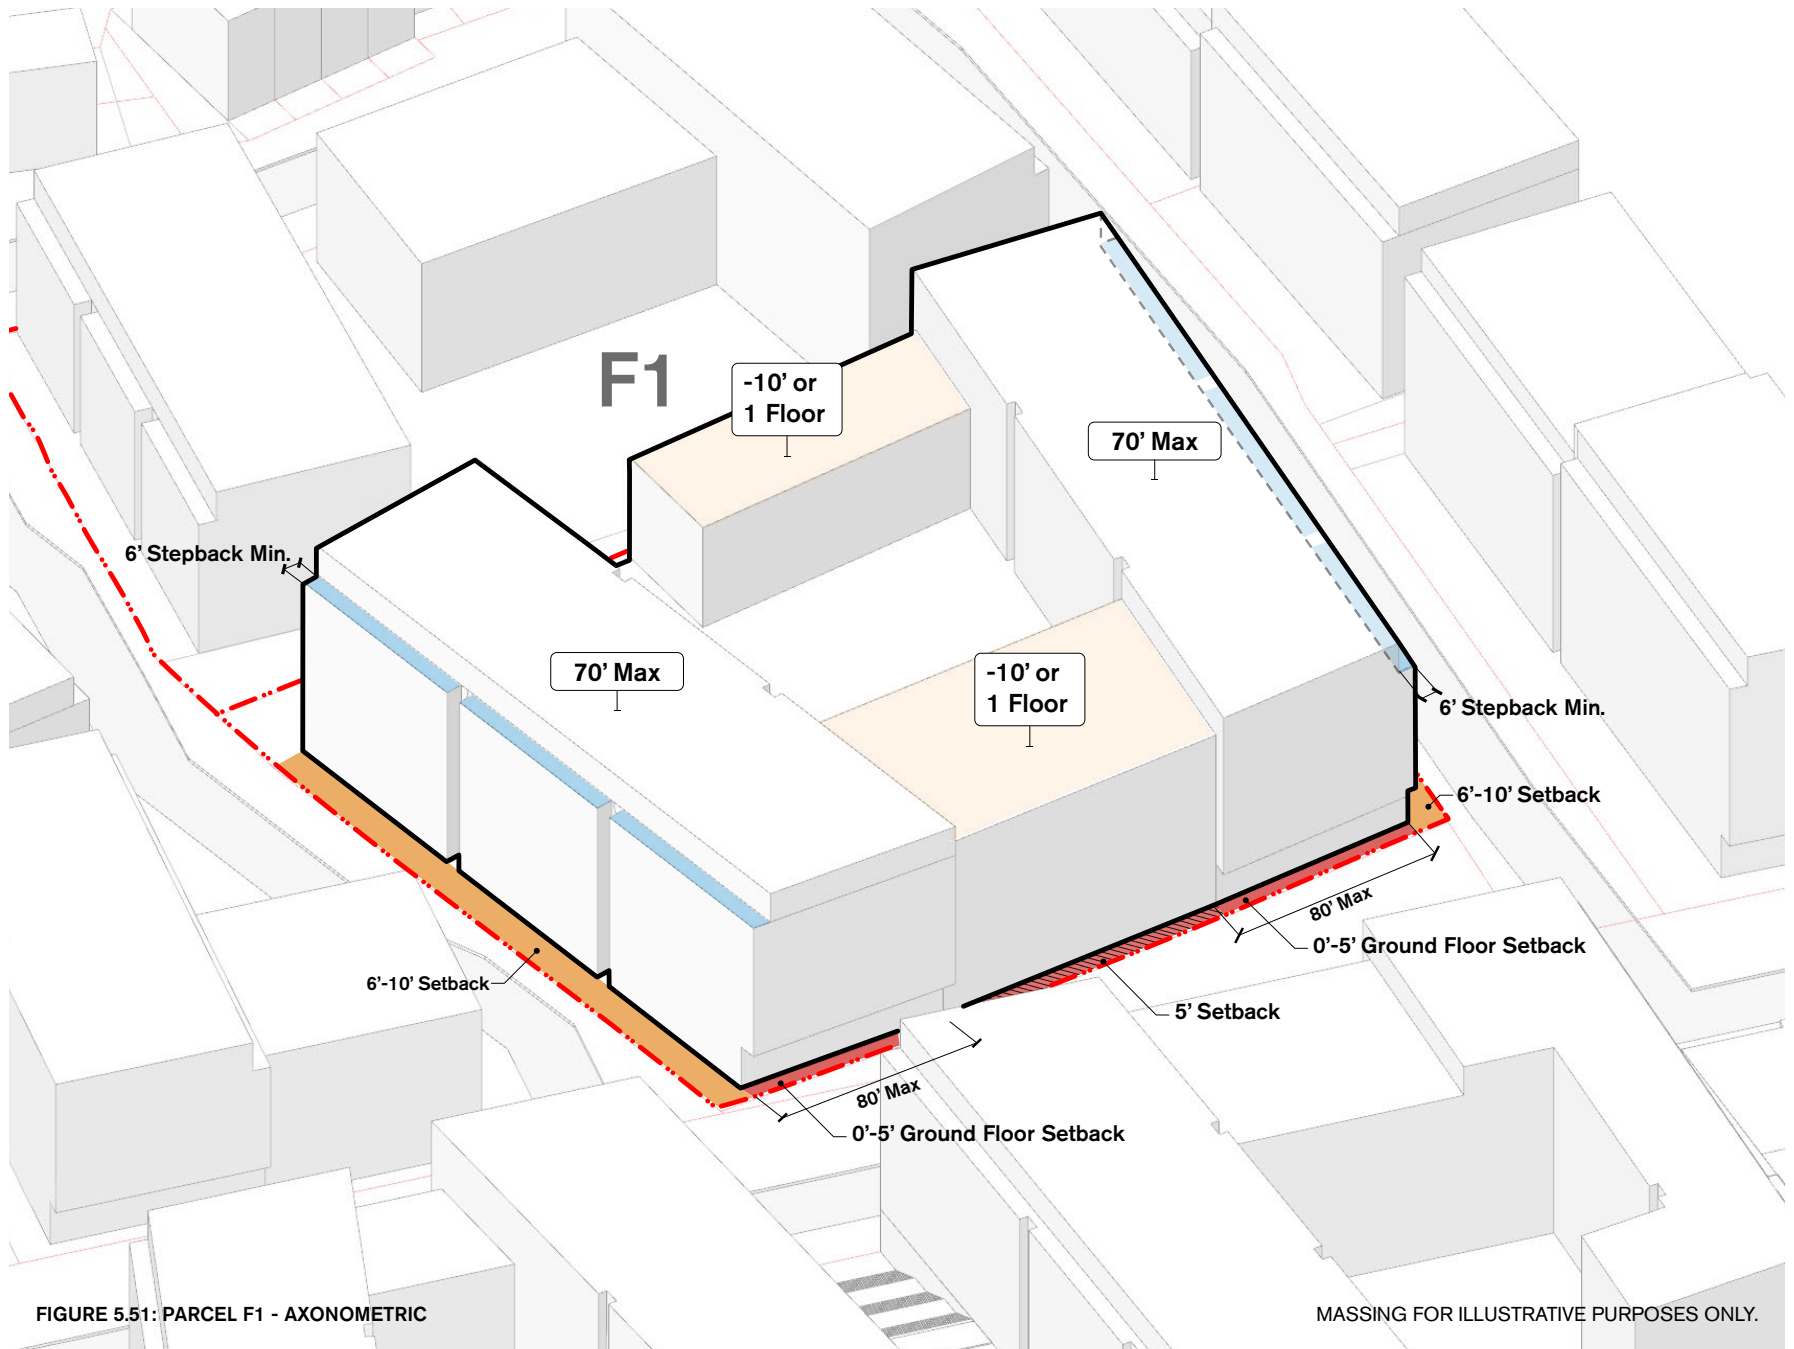 F1
-10’ or
1 Floor
70’ Max
6’ Stepback Min.
70’ Max
-10’ or
1 Floor
6’ Stepback Min.
6’-10’ Setback
80’ Max
0’-5’ Ground Floor Setback
6’-10’ Setback
5’ Setback
80’ Max
0’-5’ Ground Floor Setback
FIGURE 5.51: PARCEL F1 - AXONOMETRIC
MASSING FOR ILLUSTRATIVE PURPOSES ONLY.